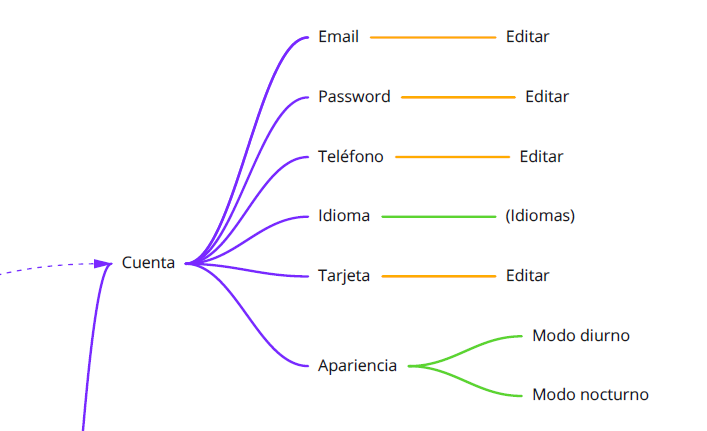 Email Editar
Password Editar
Teléfono Editar
Idioma (Idiomas)
Cuenta
Tarjeta Editar
Modo diurno
Apariencia
Modo nocturno